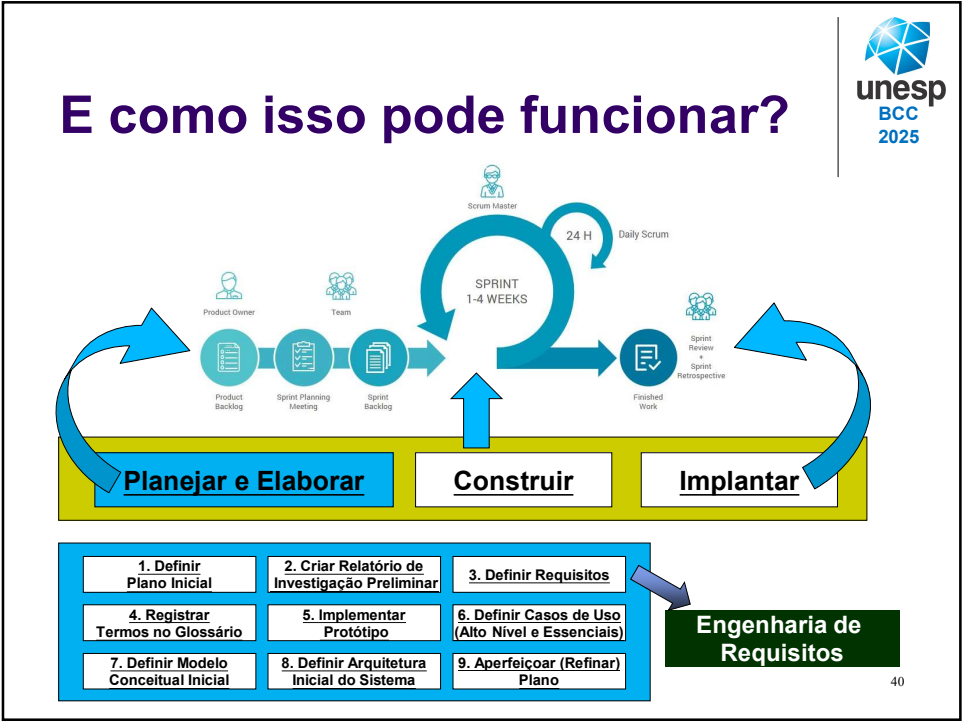 E como isso pode funcionar?
unesp
BCC
2025
Scrum Master
24 H
Daily Scrum
SPRINT
1-4 WEEKS
Product Owner
Team
Sprint
Review
+
Sprint
Retrospective
Product
Backlog
Sprint Planning
Meeting
Sprint
Backlog
Finished
Work
Planejar e Elaborar
Construir
Implantar
1. Definir
Plano Inicial
2. Criar Relatório de
Investigação Preliminar
3. Definir Requisitos
4. Registrar
Termos no Glossário
5. Implementar
Protótipo
6. Definir Casos de Uso
(Alto Nível e Essenciais)
7. Definir Modelo
Conceitual Inicial
8. Definir Arquitetura
Inicial do Sistema
9. Aperfeiçoar (Refinar)
Plano
Engenharia de
Requisitos
40